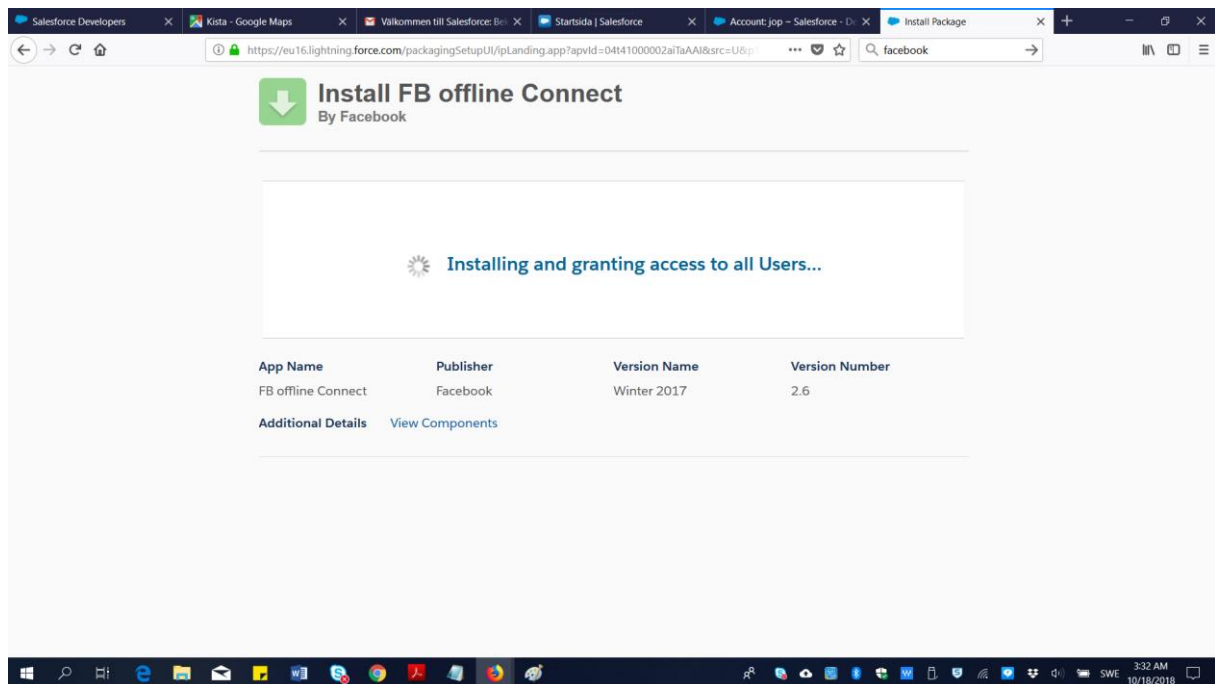 Salesforce Developers
Kista - Google Maps
Välkommen till Salesforce: Bek
Startsida | Salesforce
Account: jop ~ Salesforce - De
Install Package
https://eu16.lightning.force.com/packagingSetupUI/ipLanding.app?apvId=04t41000002aiTaAAI&src=U&p
facebook
Install FB offline Connect
By Facebook
Installing and granting access to all Users...
App Name Publisher Version Name Version Number
FB offline Connect Facebook Winter 2017 2.6
Additional Details View Components
SWE
3:32 AM
10/18/2018